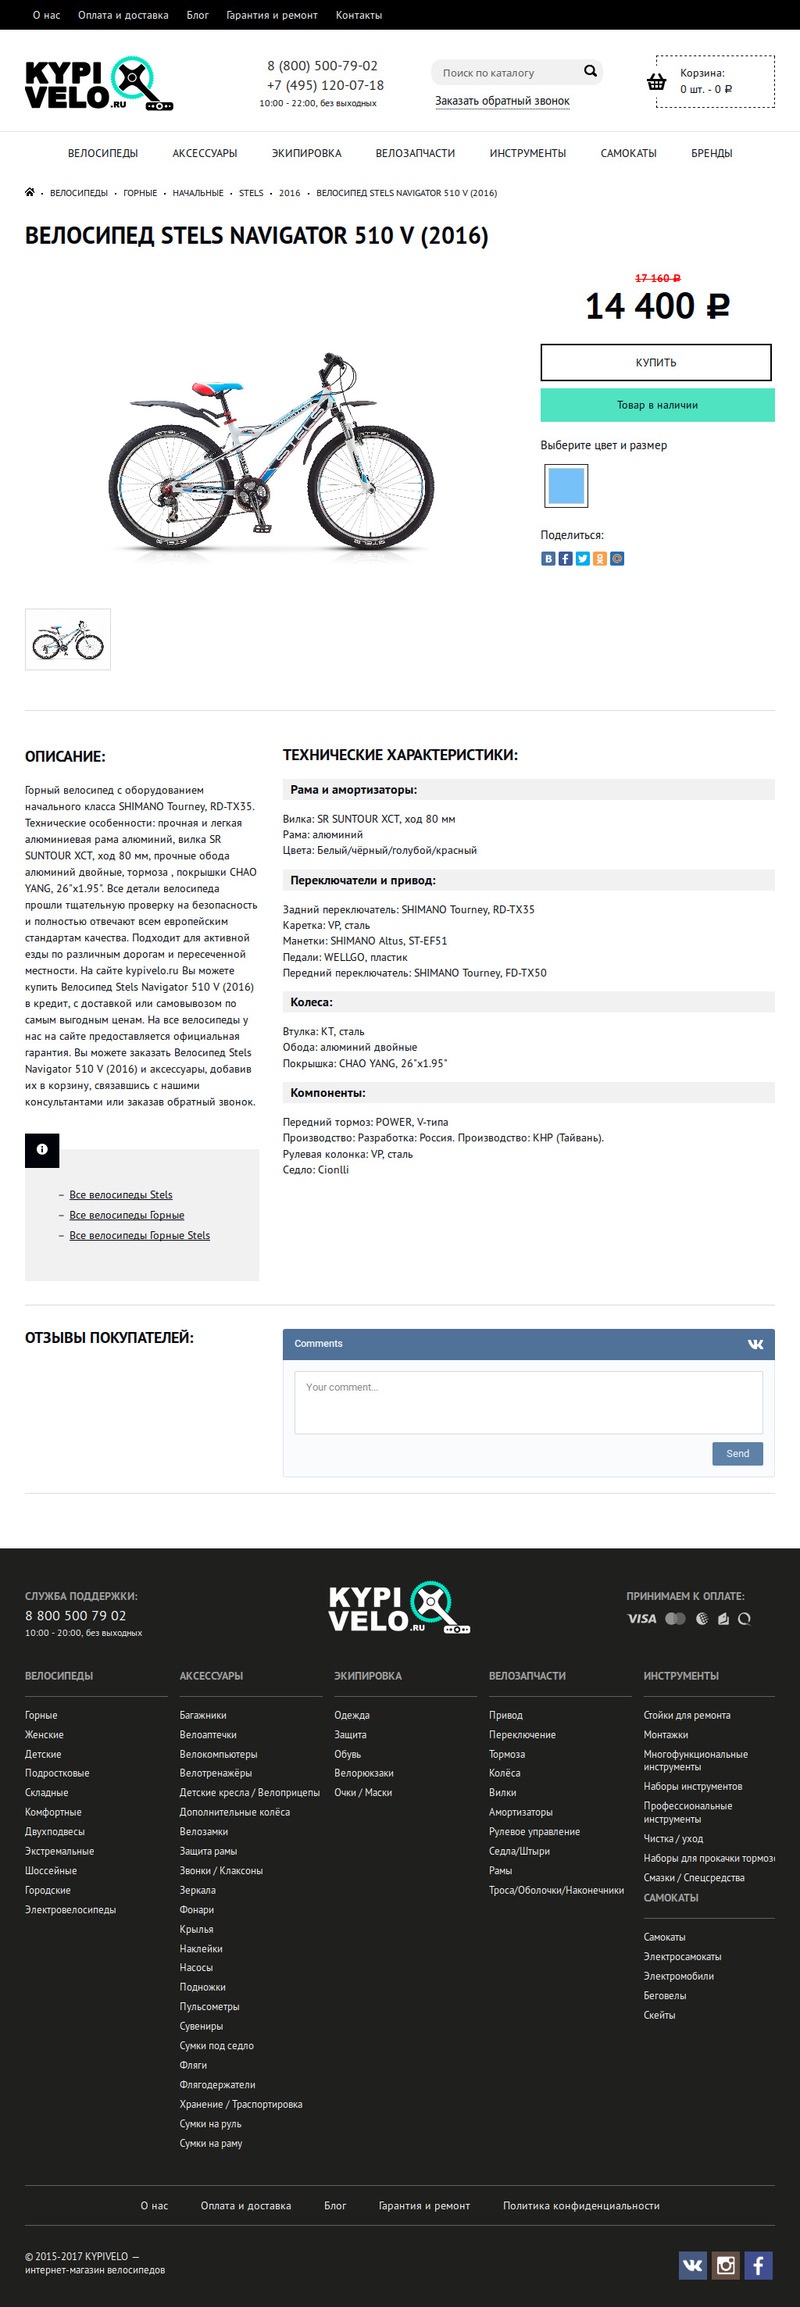 О нас Оплата и доставка Блог Гарантия и ремонт Контакты
KYPI
VELO.RU
8 (800) 500-79-02
+7 (495) 120-07-18
10:00 - 22:00, без выходных
Поиск по каталогу
Заказать обратный звонок
Корзина:
0 шт. - 0 ₽
ВЕЛОСИПЕДЫ АКСЕССУАРЫ ЭКИПИРОВКА ВЕЛОЗАПЧАСТИ ИНСТРУМЕНТЫ САМОКАТЫ БРЕНДЫ
ВЕЛОСИПЕДЫ • ГОРНЫЕ • НАЧАЛЬНЫЕ • STELS • 2016 • ВЕЛОСИПЕД STELS NAVIGATOR 510 V (2016)
ВЕЛОСИПЕД STELS NAVIGATOR 510 V (2016)
17 160 ₽
14 400 ₽
КУПИТЬ
Товар в наличии
Выберите цвет и размер
Поделиться:
STELS
ОПИСАНИЕ:
Горный велосипед с оборудованием
начального класса SHIMANO Tourney, RD-TX35.
Технические особенности: прочная и легкая
алюминиевая рама алюминий, вилка SR
SUNTOUR XCT, ход 80 мм, прочные обода
алюминий двойные, тормоза , покрышки CHAO
YANG, 26"x1.95". Все детали велосипеда
прошли тщательную проверку на безопасность
и полностью отвечают всем европейским
стандартам качества. Подходит для активной
езды по различным дорогам и пересеченной
местности. На сайте kypivelo.ru Вы можете
купить Велосипед Stels Navigator 510 V (2016)
в кредит, с доставкой или самовывозом по
самым выгодным ценам. На все велосипеды у
нас на сайте предоставляется официальная
гарантия. Вы можете заказать Велосипед Stels
Navigator 510 V (2016) и аксессуары, добавив
их в корзину, связавшись с нашими
консультантами или заказав обратный звонок.
– Все велосипеды Stels
– Все велосипеды Горные
– Все велосипеды Горные Stels
ТЕХНИЧЕСКИЕ ХАРАКТЕРИСТИКИ:
Рама и амортизаторы:
Вилка: SR SUNTOUR XCT, ход 80 мм
Рама: алюминий
Цвета: Белый/чёрный/голубой/красный
Переключатели и привод:
Задний переключатель: SHIMANO Tourney, RD-TX35
Каретка: VP, сталь
Манетки: SHIMANO Altus, ST-EF51
Педали: WELLGO, пластик
Передний переключатель: SHIMANO Tourney, FD-TX50
Колеса:
Втулка: KT, сталь
Обода: алюминий двойные
Покрышка: CHAO YANG, 26"x1.95"
Компоненты:
Передний тормоз: POWER, V-типа
Производство: Разработка: Россия. Производство: КНР (Тайвань).
Рулевая колонка: VP, сталь
Седло: Cionlli
ОТЗЫВЫ ПОКУПАТЕЛЕЙ:
Comments
Your comment...
Send
СЛУЖБА ПОДДЕРЖКИ:
8 800 500 79 02
10:00 - 20:00, без выходных
KYPI
VELO.RU
ПРИНИМАЕМ К ОПЛАТЕ:
VISA
ВЕЛОСИПЕДЫ
Горные
Женские
Детские
Подростковые
Складные
Комфортные
Двухподвесы
Экстремальные
Шоссейные
Городские
Электровелосипеды
АКСЕССУАРЫ
Багажники
Велоаптечки
Велокомпьютеры
Велотренажёры
Детские кресла / Велоприцепы
Дополнительные колёса
Велозамки
Защита рамы
Звонки / Клаксоны
Зеркала
Фонари
Крылья
Наклейки
Насосы
Подножки
Пульсометры
Сувениры
Сумки под седло
Фляги
Флягодержатели
Хранение / Траспортировка
Сумки на руль
Сумки на раму
ЭКИПИРОВКА
Одежда
Защита
Обувь
Велорюкзаки
Очки / Маски
ВЕЛОЗАПЧАСТИ
Привод
Переключение
Тормоза
Колёса
Вилки
Амортизаторы
Рулевое управление
Седла/Штыри
Рамы
Троса/Оболочки/Наконечники
ИНСТРУМЕНТЫ
Стойки для ремонта
Монтажки
Многофункциональные
инструменты
Наборы инструментов
Профессиональные
инструменты
Чистка / уход
Наборы для прокачки тормозо
Смазки / Спецсредства
САМОКАТЫ
Самокаты
Электросамокаты
Электромобили
Беговелы
Скейты
О нас Оплата и доставка Блог Гарантия и ремонт Политика конфиденциальности
© 2015-2017 KYPIVELO —
интернет-магазин велосипедов